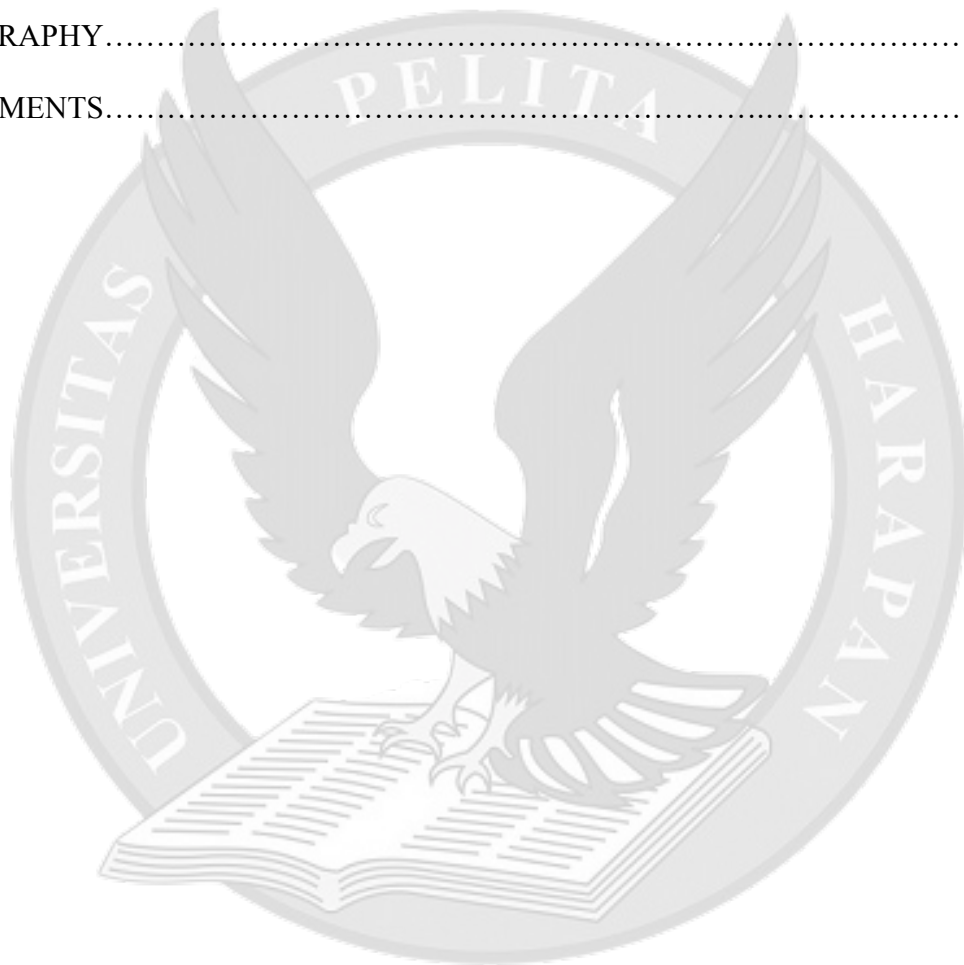 RAPHY……………………………………………………………..………………
MENTS……………………………………………………………..………………
UNIVERSITAS PELITA HARAPAN